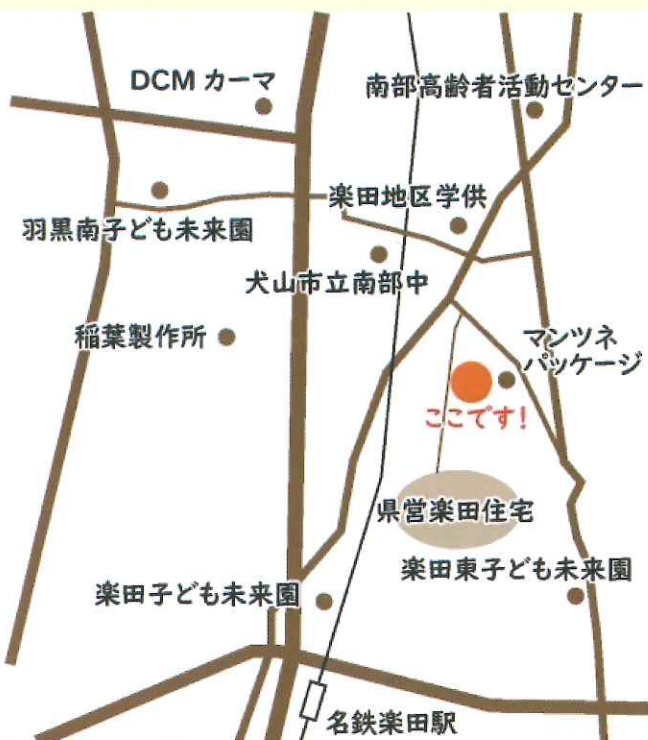 DCM カーマ
南部高齢者活動センター
楽田地区学供
羽黒南子ども未来園
犬山市立南部中
稲葉製作所
マンツネ
パッケージ
ここです!
県営楽田住宅
楽田東子ども未来園
楽田子ども未来園
名鉄楽田駅